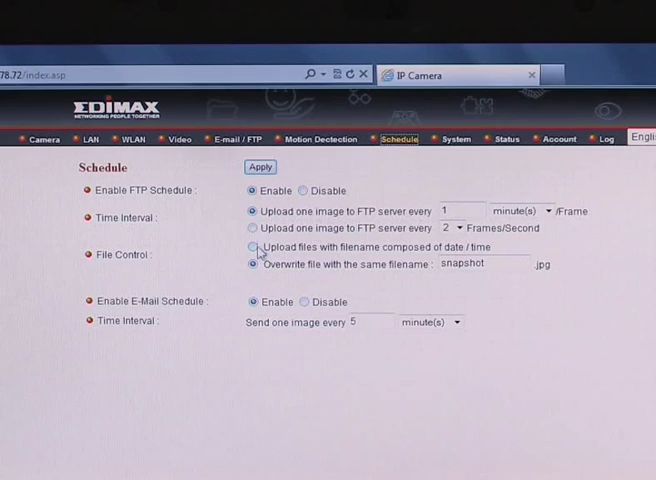 78.72/index.asp
IP Camera
EDIMAX
NETWORKING PEOPLE TOGETHER
Camera LAN WLAN Video E-mail / FTP Motion Dectection Schedule System Status Account Log Engli
Schedule Apply
Enable FTP Schedule : Enable Disable
Time Interval : Upload one image to FTP server every 1 minute(s) /Frame
Upload one image to FTP server every 2 Frames/Second
File Control : Upload files with filename composed of date / time
Overwrite file with the same filename : snapshot .jpg
Enable E-Mail Schedule : Enable Disable
Time Interval : Send one image every 5 minute(s)